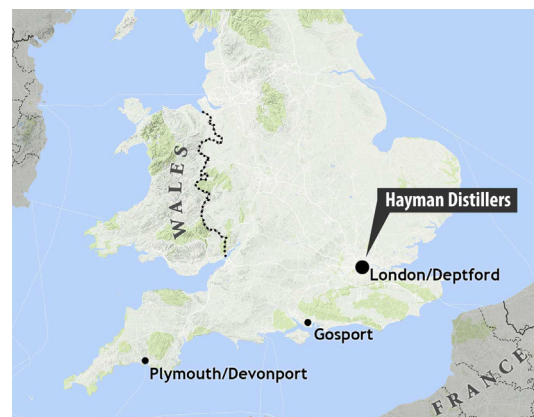 WALES
Hayman Distillers
London/Deptford
Gosport
Plymouth/Devonport
FRANCE